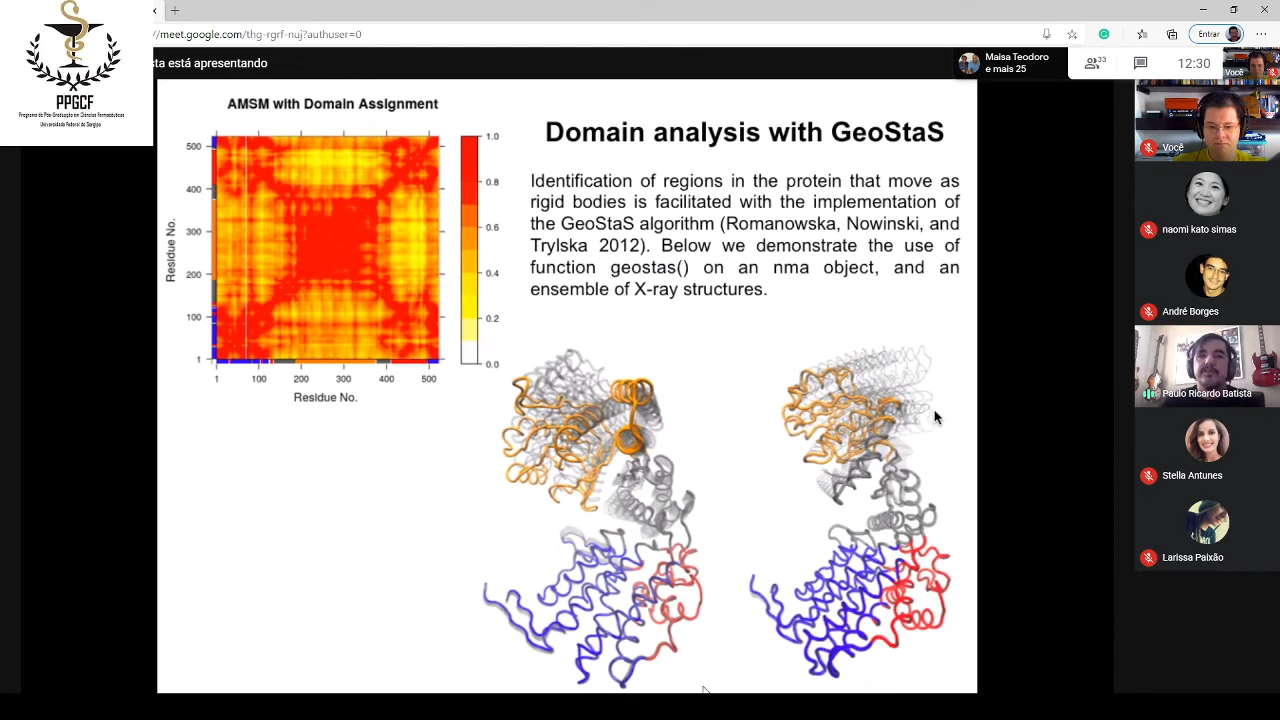 //meet.google.com/thg-rgrf-nuj?authuser=0
Entrar
PPGCF
Programa de Pós-Graduação em Ciências Farmacêuticas
Universidade Federal de Sergipe
sta está apresentando
Maisa Teodoro
e mais 25
33
12:30
Você
AMSM with Domain Assignment
500
400
300
200
100
1
Residue No.
1 100 200 300 400 500
Residue No.
1.0
0.8
0.6
0.4
0.2
0.0
Domain analysis with GeoStaS
Identification of regions in the protein that move as
rigid bodies is facilitated with the implementation of
the GeoStaS algorithm (Romanowska, Nowinski, and
Trylska 2012). Below we demonstrate the use of
function geostas() on an nma object, and an
ensemble of X-ray structures.
Você
naomi kato simas
André Borges
Paulo Ricardo Batista
Stella Antunes
Larissa Paixão